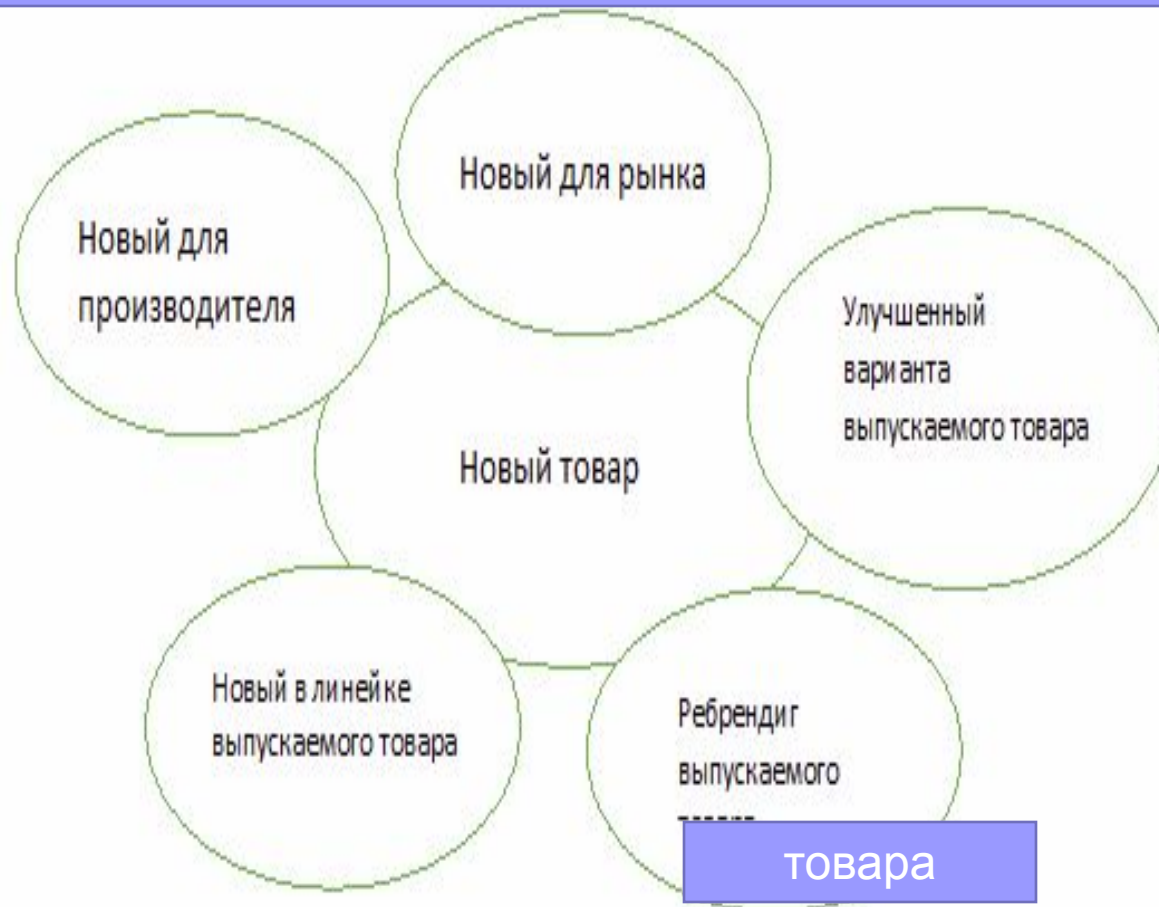 Новый для рынка
Новый для
производителя
Улучшенный
варианта
выпускаемого товара
Новый товар
Новый в линейке
выпускаемого товара
Ребрендиг
выпускаемого
товара